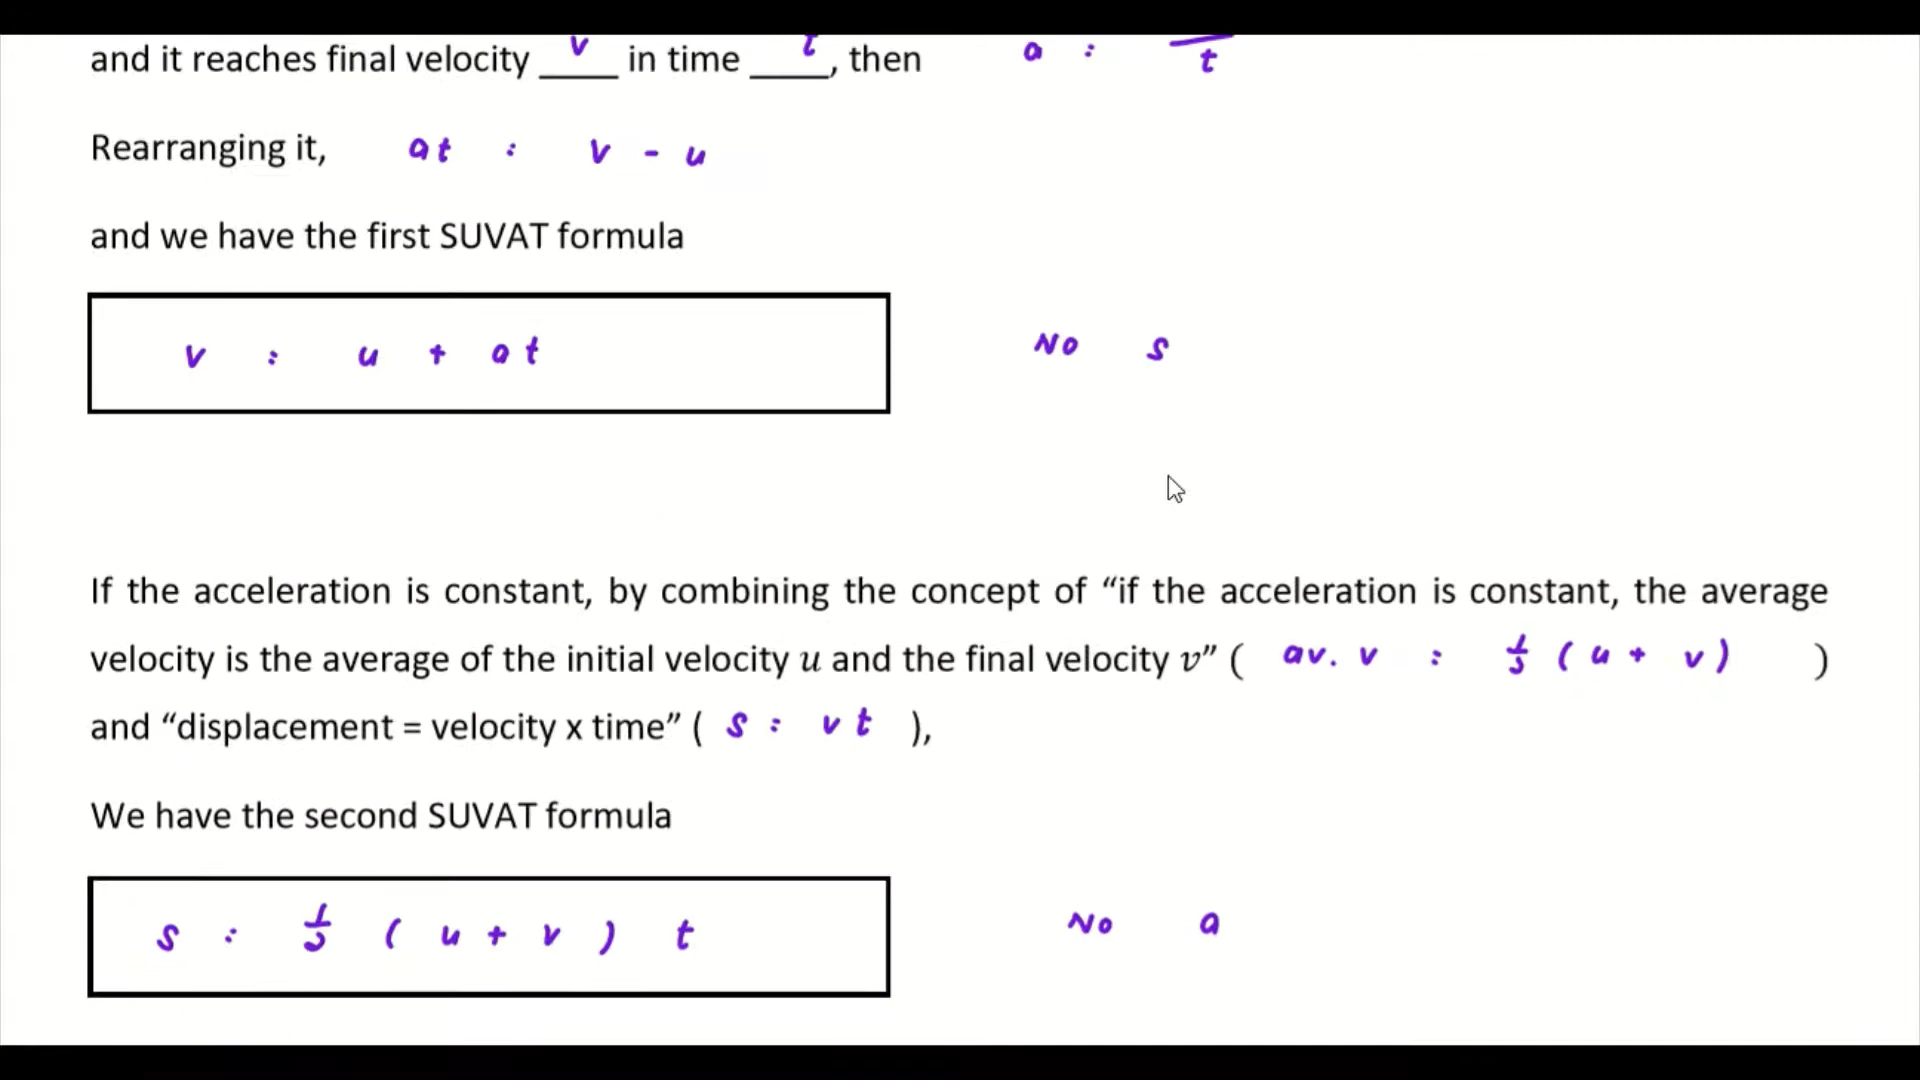 and it reaches final velocity v in time t, then a = t
Rearranging it, at = v - u
and we have the first SUVAT formula
v = u + at No s
If the acceleration is constant, by combining the concept of “if the acceleration is constant, the average
velocity is the average of the initial velocity u and the final velocity v” ( av. v = ½ (u + v) )
and “displacement = velocity x time” ( s = vt ),
We have the second SUVAT formula
s = ½ ( u + v ) t No a